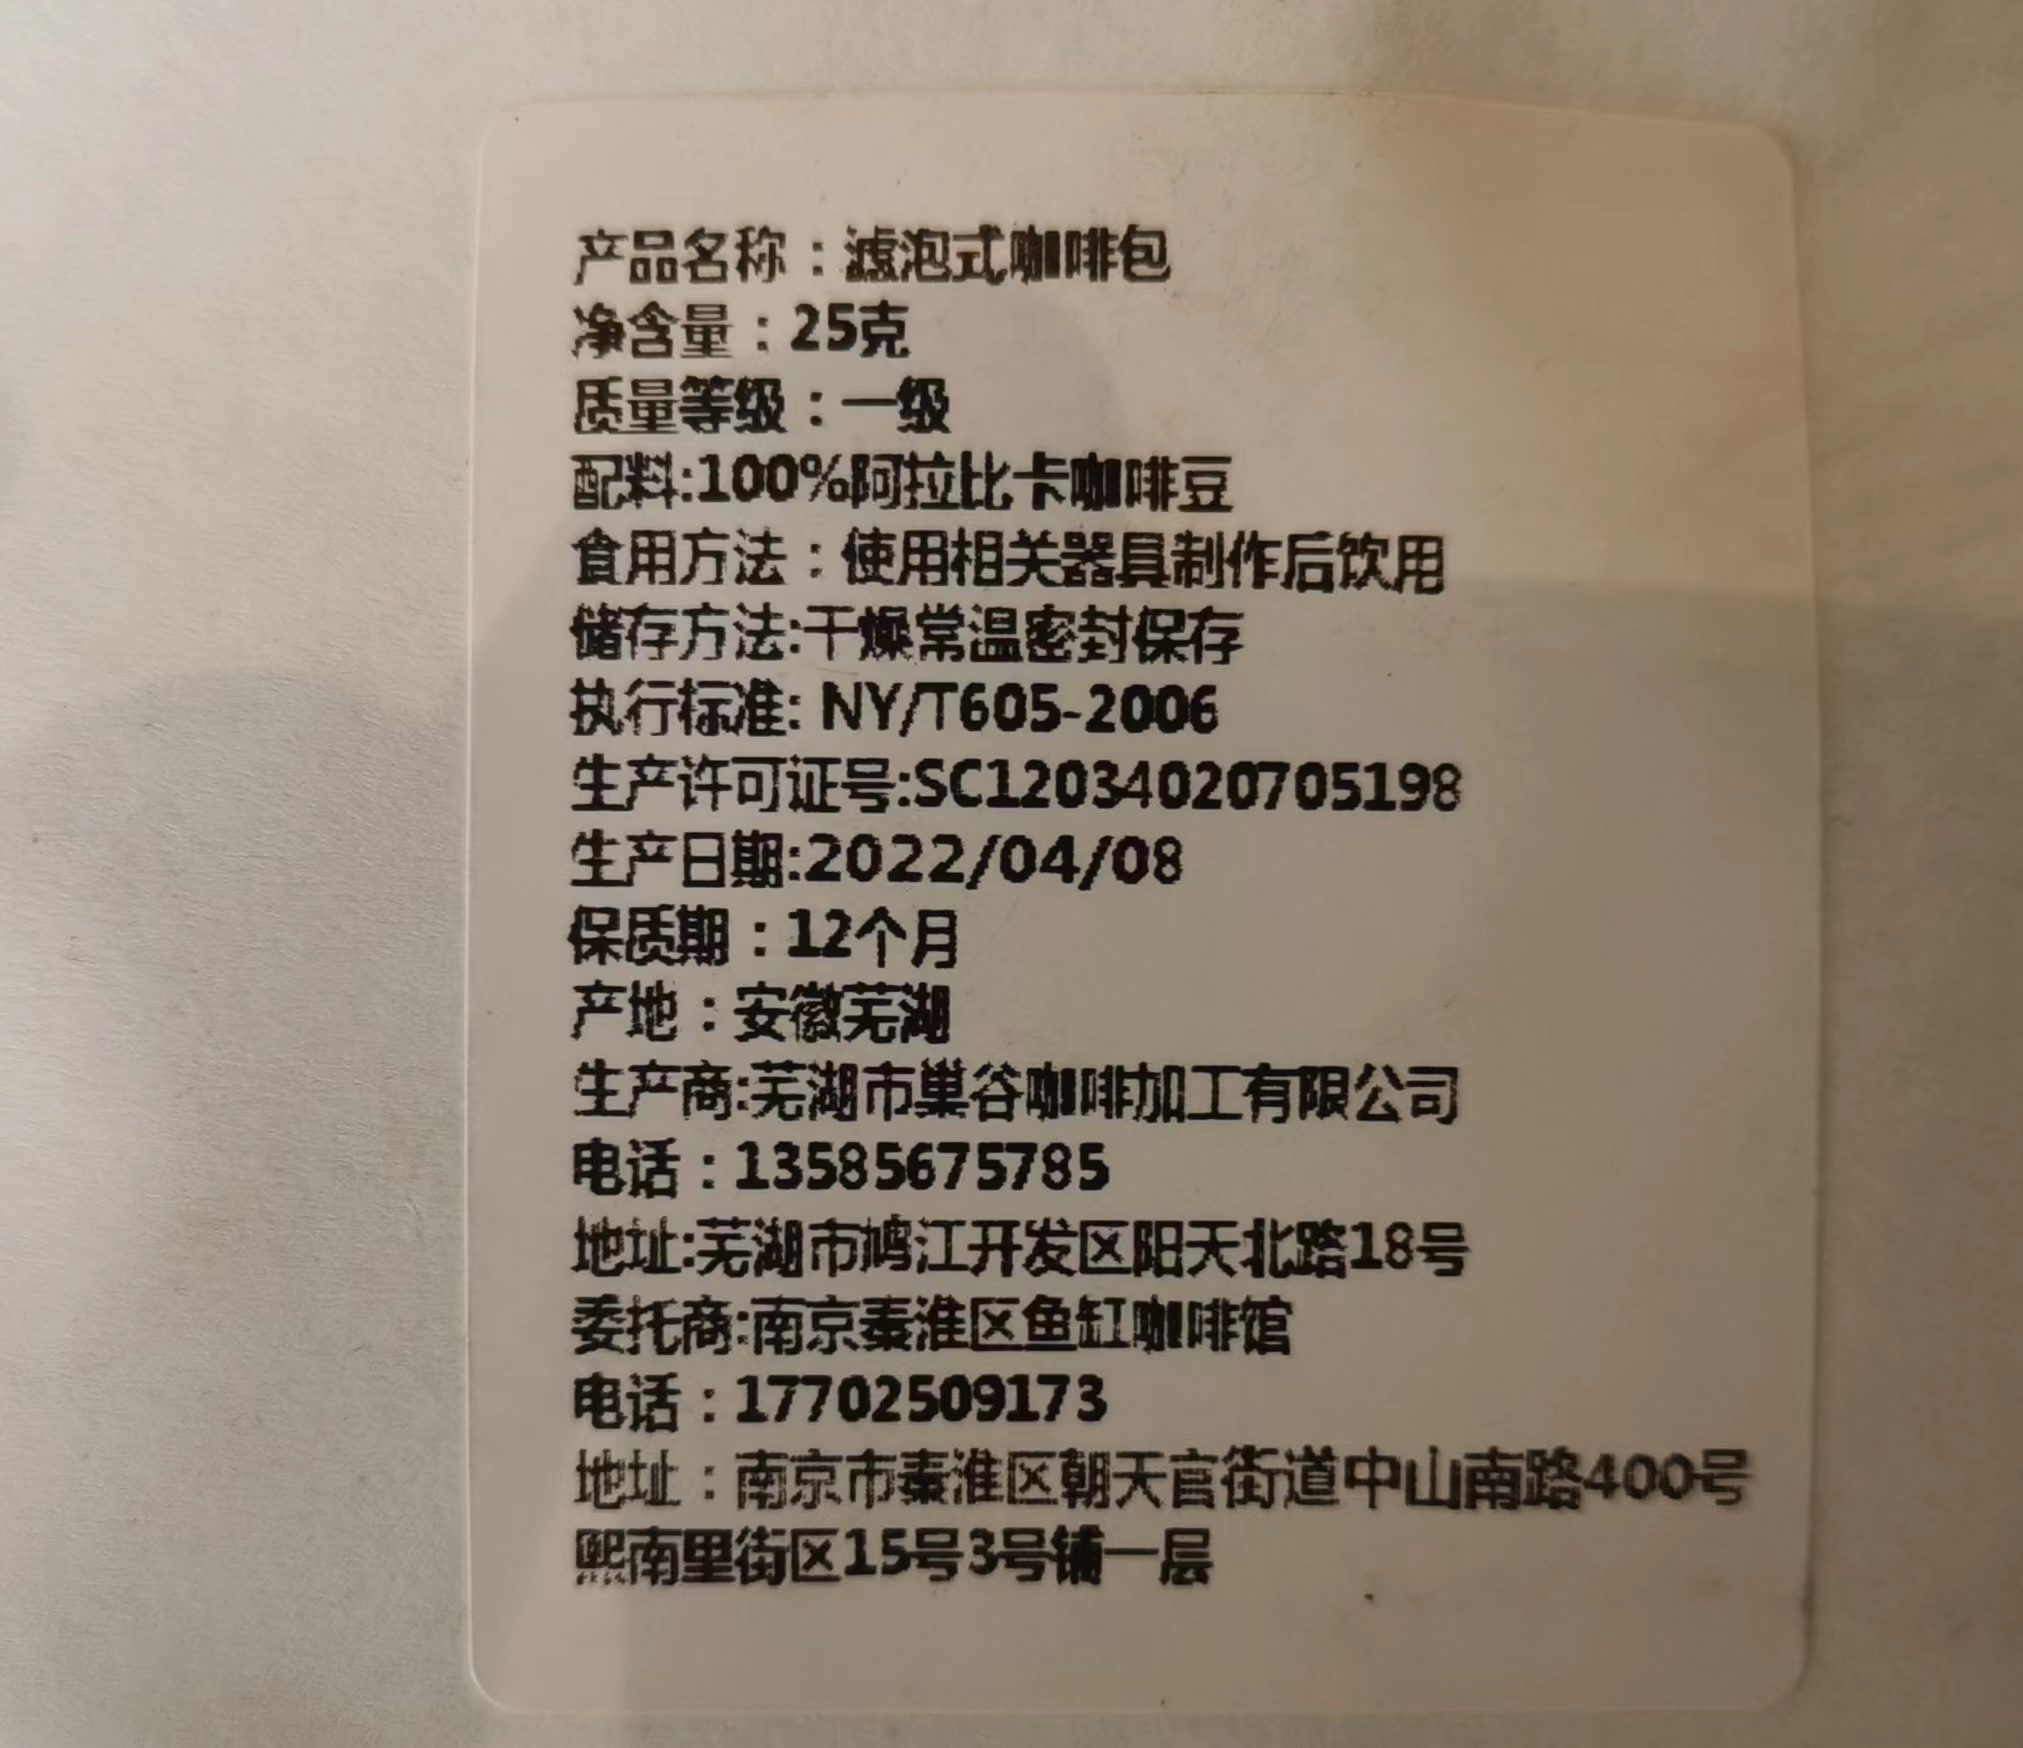 产品名称：滤泡式咖啡包
净含量：25克
质量等级：一级
配料:100%阿拉比卡咖啡豆
食用方法：使用相关器具制作后饮用
储存方法:干燥常温密封保存
执行标准: NY/T605-2006
生产许可证号:SC12034020705198
生产日期:2022/04/08
保质期：12个月
产地：安徽芜湖
生产商:芜湖市巢谷咖啡加工有限公司
电话：13585675785
地址:芜湖市鸠江开发区阳天北路18号
委托商:南京秦淮区鱼缸咖啡馆
电话：17702509173
地址：南京市秦淮区朝天宫街道中山南路400号
熙南里街区15号3号铺一层